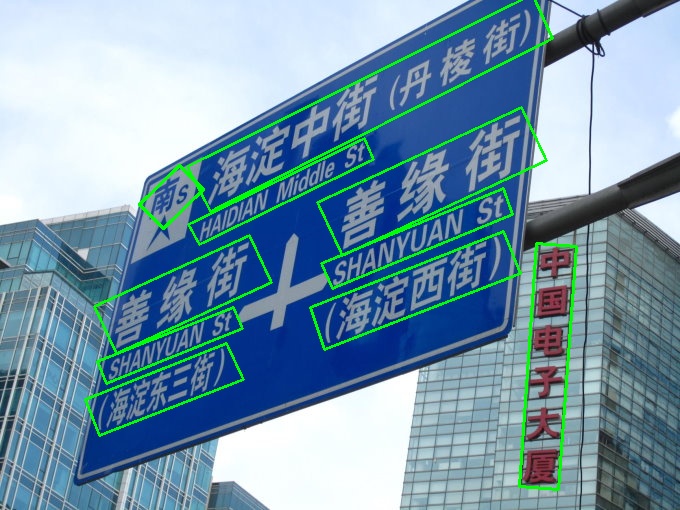 南S
海淀中街(丹棱街)
HAIDIAN Middle St
善缘街
SHANYUAN St
(海淀东三街)
善缘街
SHANYUAN St
(海淀西街)
中国电子大厦